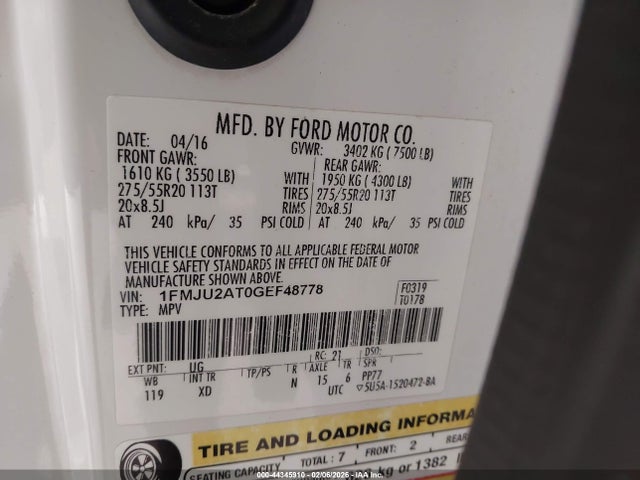 MFD. BY FORD MOTOR CO.
DATE: 04/16 GVWR: 3402 KG ( 7500 LB)
FRONT GAWR: REAR GAWR:
1610 KG ( 3550 LB) WITH 1950 KG ( 4300 LB) WITH
275/55R20 113T TIRES 275/55R20 113T TIRES
20x8.5J RIMS 20x8.5J RIMS
AT 240 kPa/ 35 PSI COLD AT 240 kPa/ 35 PSI COLD
THIS VEHICLE CONFORMS TO ALL APPLICABLE FEDERAL MOTOR
VEHICLE SAFETY STANDARDS IN EFFECT ON THE DATE OF
MANUFACTURE SHOWN ABOVE.
VIN: 1FMJU2AT0GEF48778 F0319
TYPE: MPV T0178
EXT PNT: UG RC: 21 DSO:
WB INT TR TP/PS R AXLE TR SPR
119 XD N 15 6 PP77
UTC 5U5A-1520472-BA
TIRE AND LOADING INFORMA
SEATING CAPACITY TOTAL: 7 FRONT: 2 REAR
kg or 1382
000-44345910 | 02/06/2026 - IAA Inc. ©